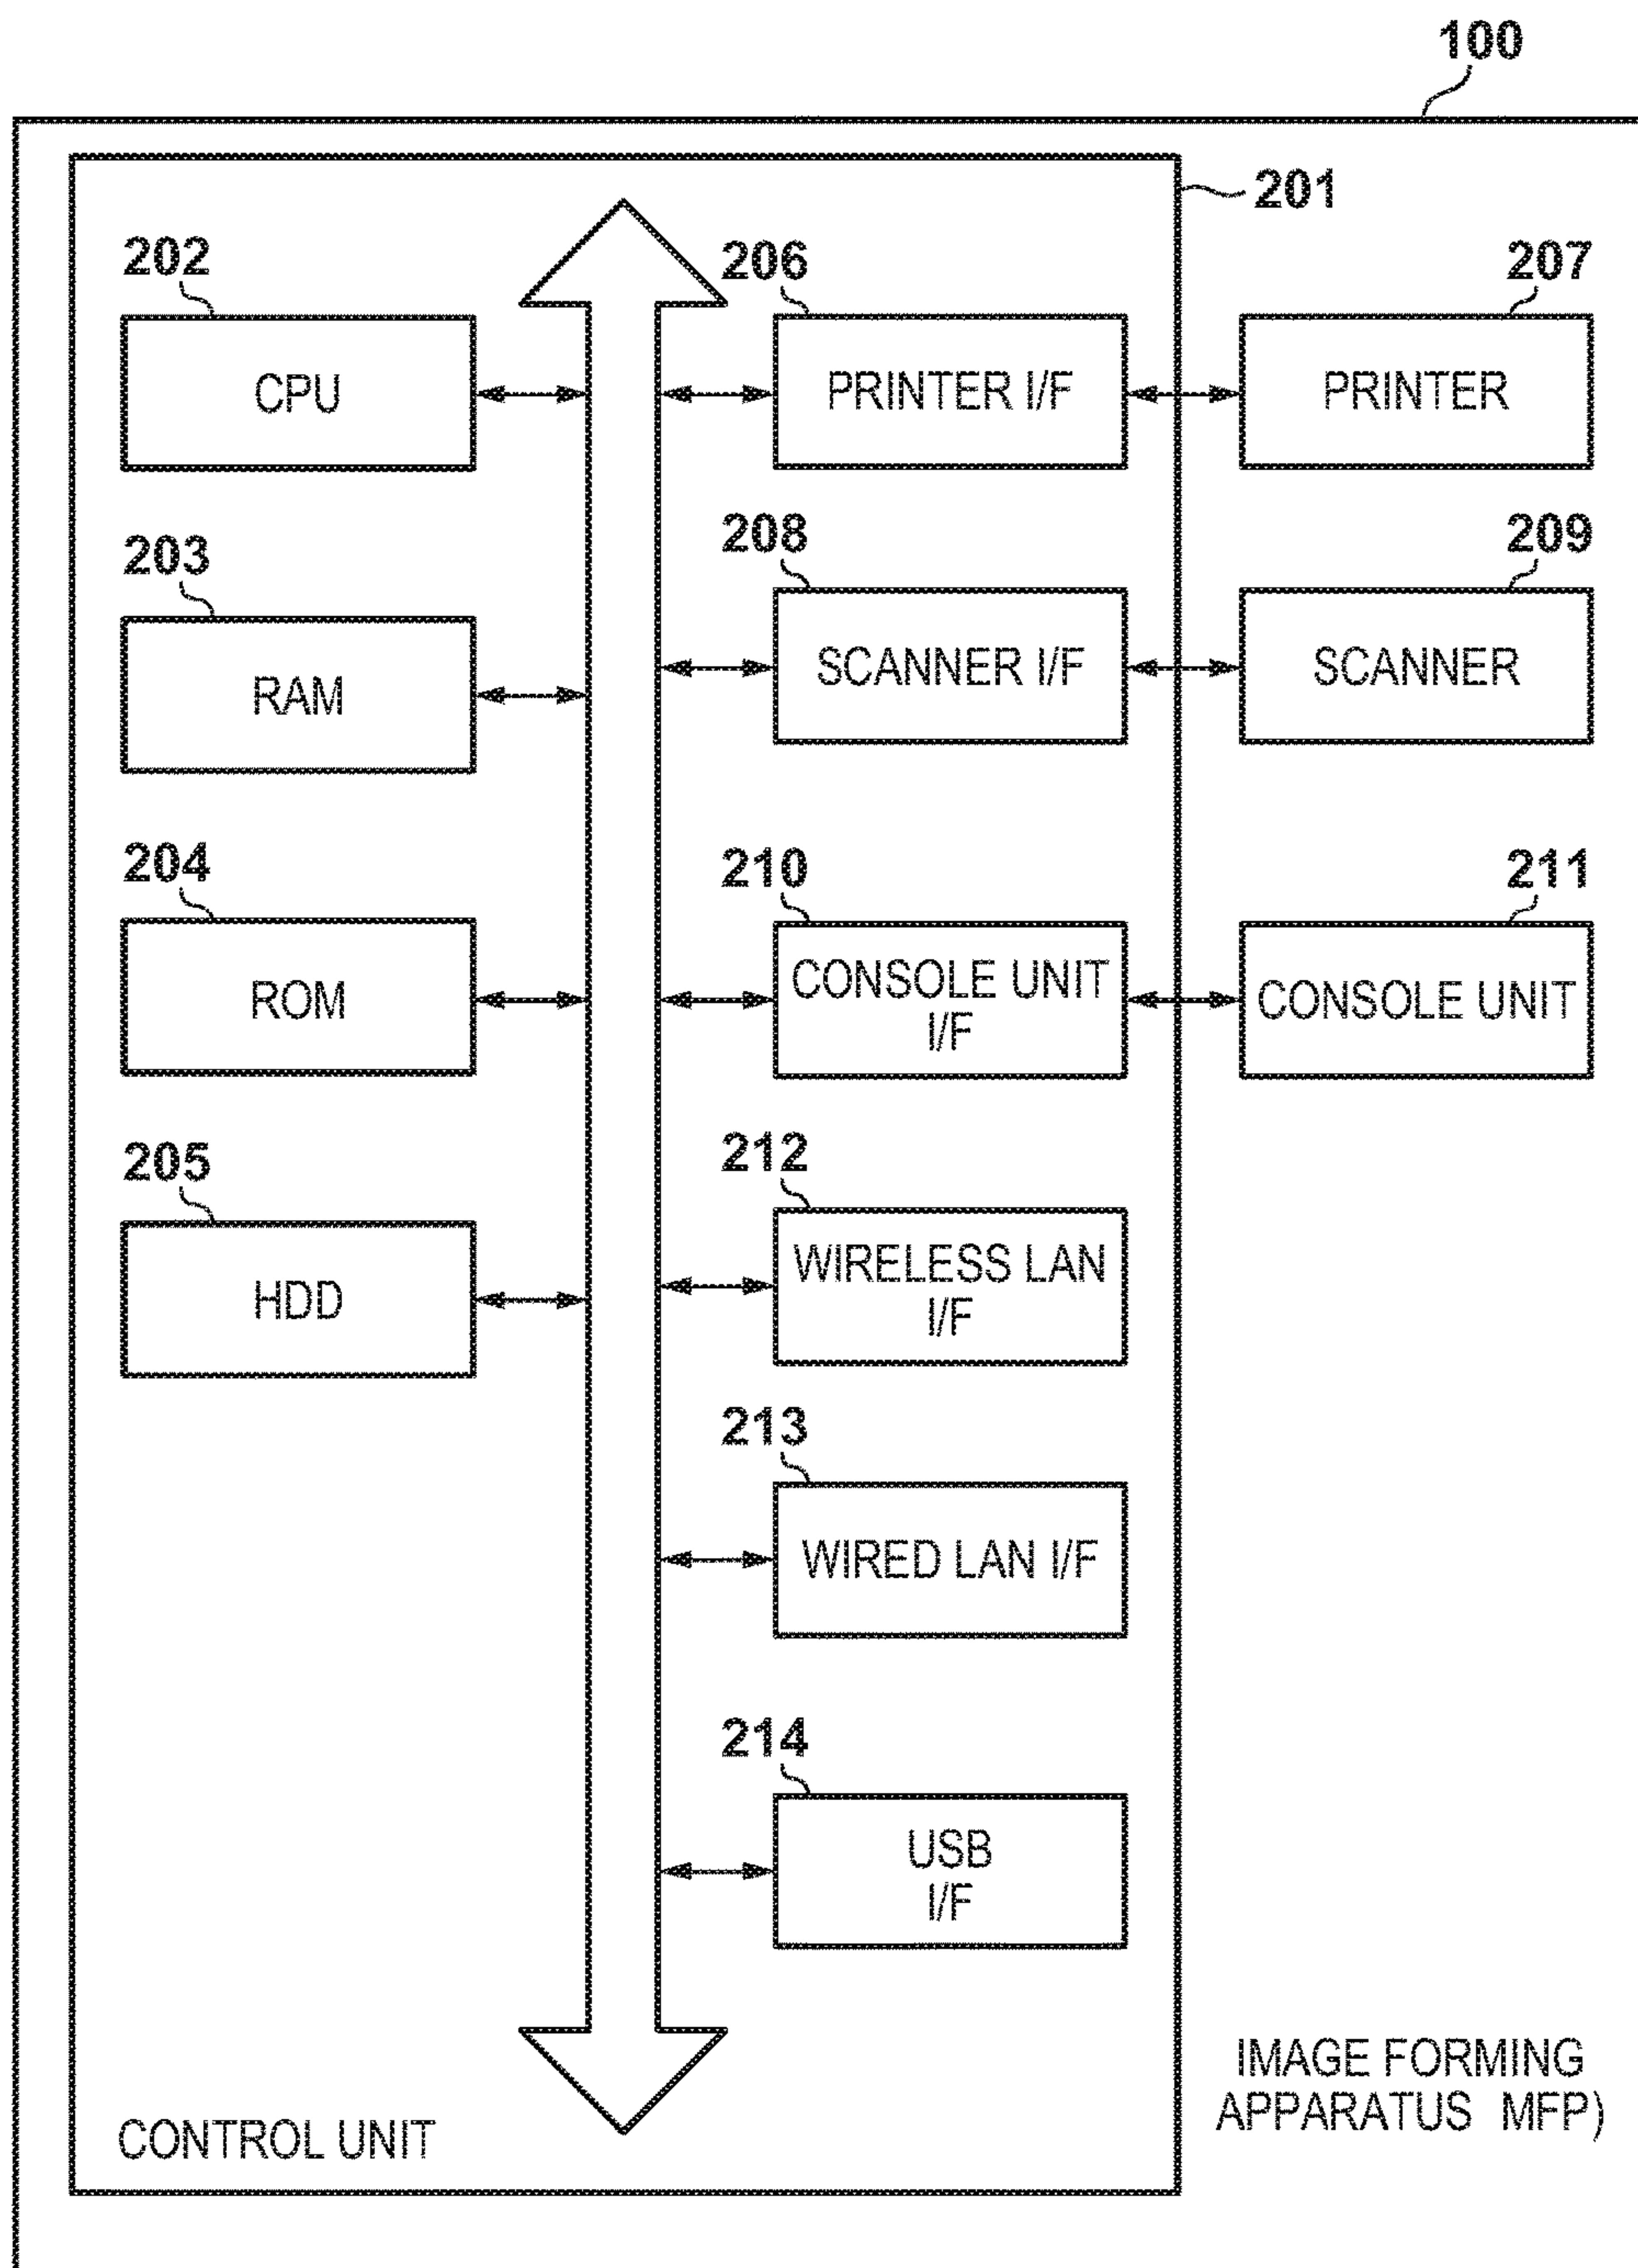 100
201
202
206
207
CPU
PRINTER I/F
PRINTER
203
208
209
RAM
SCANNER I/F
SCANNER
204
210
211
ROM
CONSOLE UNIT
I/F
CONSOLE UNIT
205
212
HDD
WIRELESS LAN
I/F
213
WIRED LAN I/F
214
USB
I/F
CONTROL UNIT
IMAGE FORMING
APPARATUS MFP)